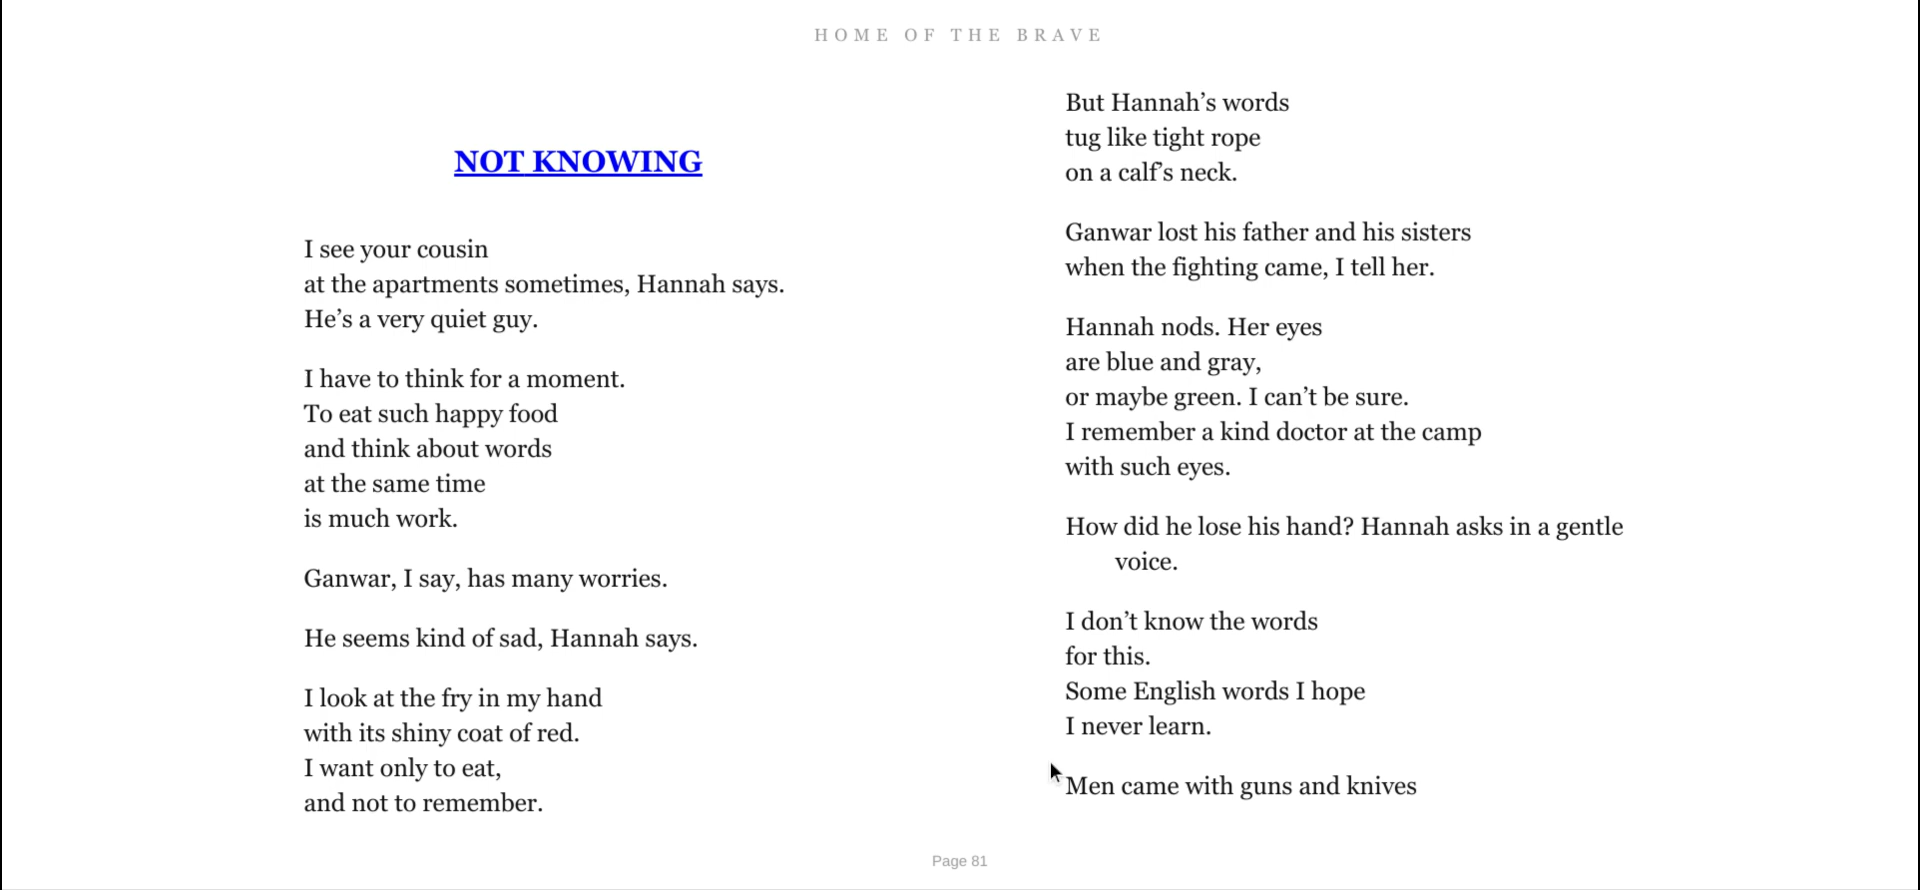 HOME OF THE BRAVE
NOT KNOWING
I see your cousin
at the apartments sometimes, Hannah says.
He’s a very quiet guy.
I have to think for a moment.
To eat such happy food
and think about words
at the same time
is much work.
Ganwar, I say, has many worries.
He seems kind of sad, Hannah says.
I look at the fry in my hand
with its shiny coat of red.
I want only to eat,
and not to remember.
But Hannah’s words
tug like tight rope
on a calf’s neck.
Ganwar lost his father and his sisters
when the fighting came, I tell her.
Hannah nods. Her eyes
are blue and gray,
or maybe green. I can’t be sure.
I remember a kind doctor at the camp
with such eyes.
How did he lose his hand? Hannah asks in a gentle
voice.
I don’t know the words
for this.
Some English words I hope
I never learn.
Men came with guns and knives
Page 81